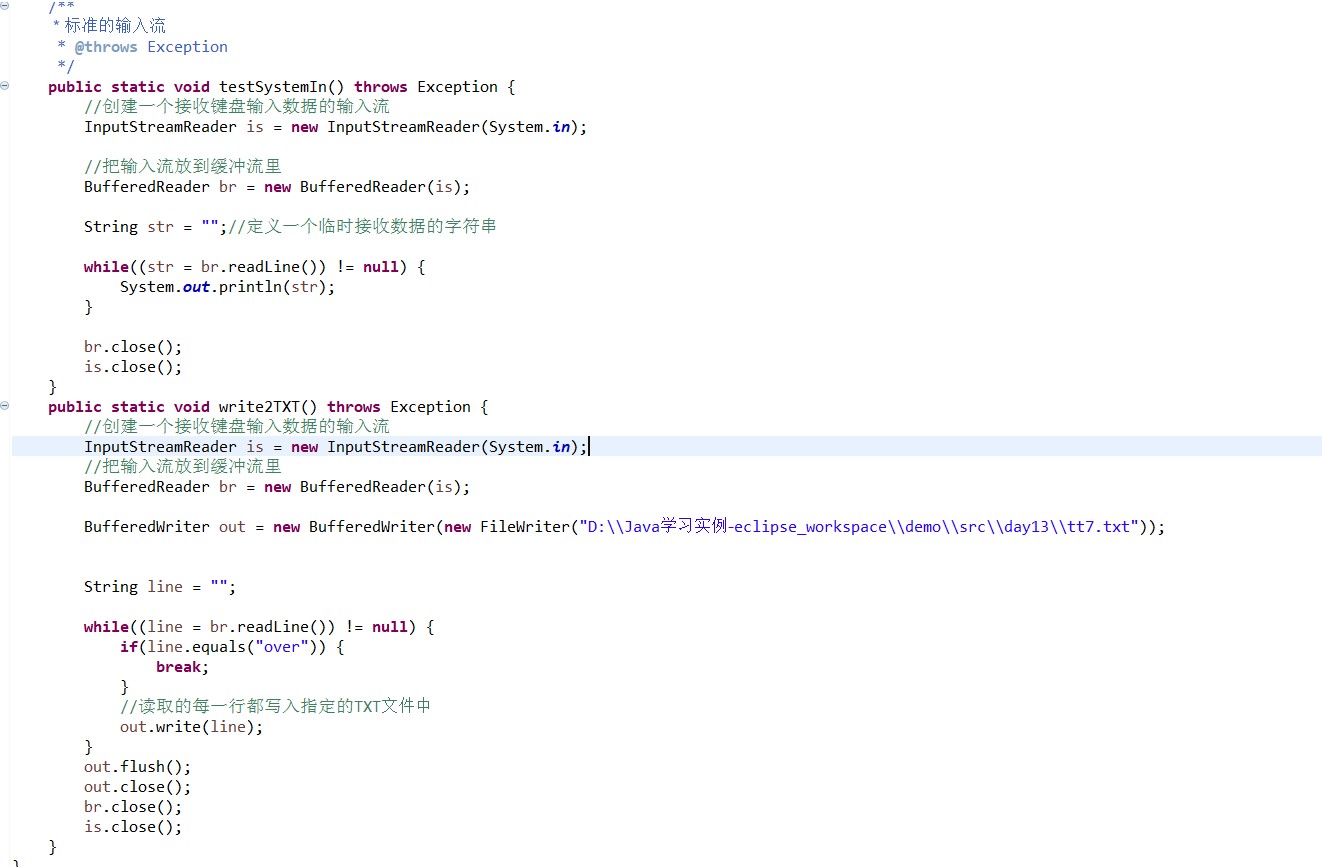 /**
* 标准的输入流
* @throws Exception
*/
public static void testSystemIn() throws Exception {
//创建一个接收键盘输入数据的输入流
InputStreamReader is = new InputStreamReader(System.in);
//把输入流放到缓冲流里
BufferedReader br = new BufferedReader(is);
String str = "";//定义一个临时接收数据的字符串
while((str = br.readLine()) != null) {
System.out.println(str);
}
br.close();
is.close();
}
public static void write2TXT() throws Exception {
//创建一个接收键盘输入数据的输入流
InputStreamReader is = new InputStreamReader(System.in);
//把输入流放到缓冲流里
BufferedReader br = new BufferedReader(is);
BufferedWriter out = new BufferedWriter(new FileWriter("D:\\Java学习实例-eclipse_workspace\\demo\\src\\day13\\tt7.txt"));
String line = "";
while((line = br.readLine()) != null) {
if(line.equals("over")) {
break;
}
//读取的每一行都写入指定的TXT文件中
out.write(line);
}
out.flush();
out.close();
br.close();
is.close();
}
}